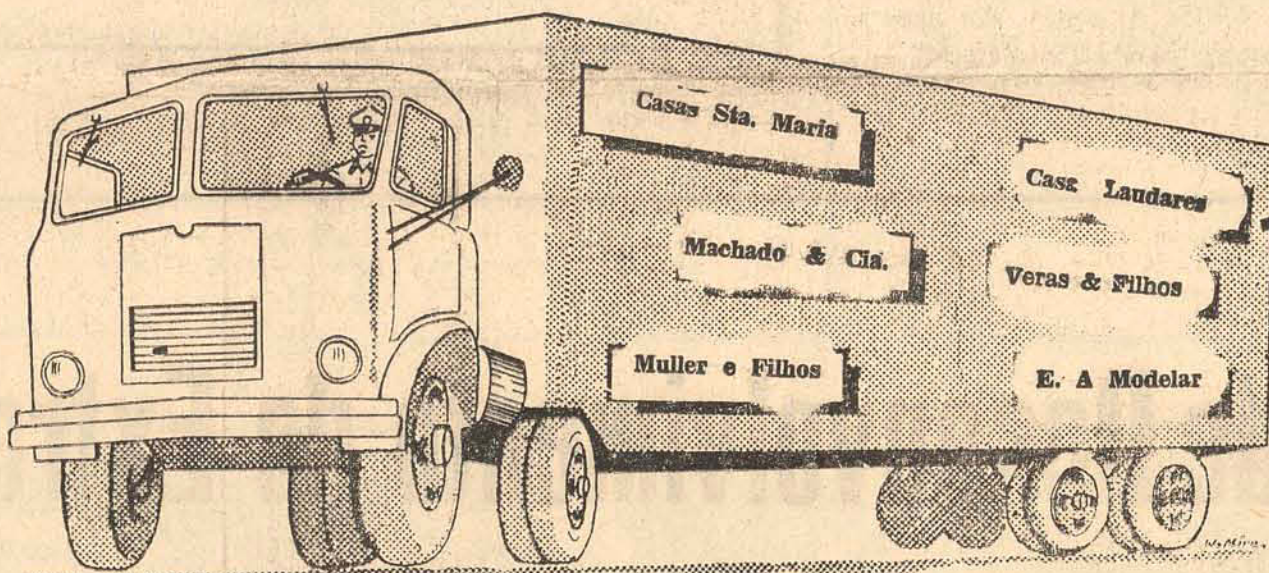 Casas Sta. Maria
Machado & Cia.
Muller e Filhos
Casa Laudares
Veras & Filhos
E. A Modelar